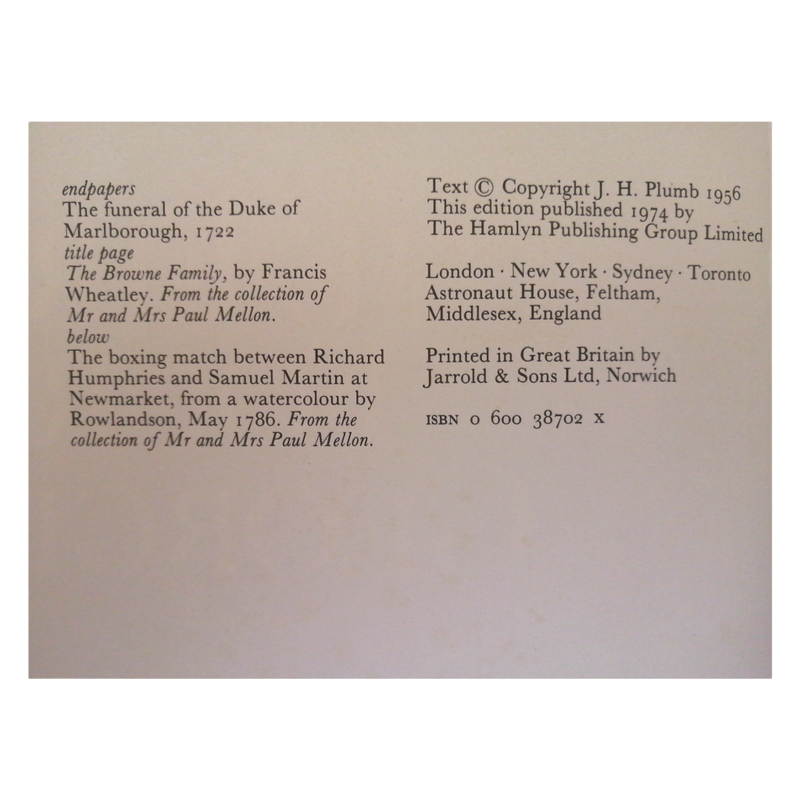 endpapers
The funeral of the Duke of
Marlborough, 1722
title page
The Browne Family, by Francis
Wheatley. From the collection of
Mr and Mrs Paul Mellon.
below
The boxing match between Richard
Humphries and Samuel Martin at
Newmarket, from a watercolour by
Rowlandson, May 1786. From the
collection of Mr and Mrs Paul Mellon.
Text © Copyright J. H. Plumb 1956
This edition published 1974 by
The Hamlyn Publishing Group Limited
London · New York · Sydney · Toronto
Astronaut House, Feltham,
Middlesex, England
Printed in Great Britain by
Jarrold & Sons Ltd, Norwich
ISBN 0 600 38702 X